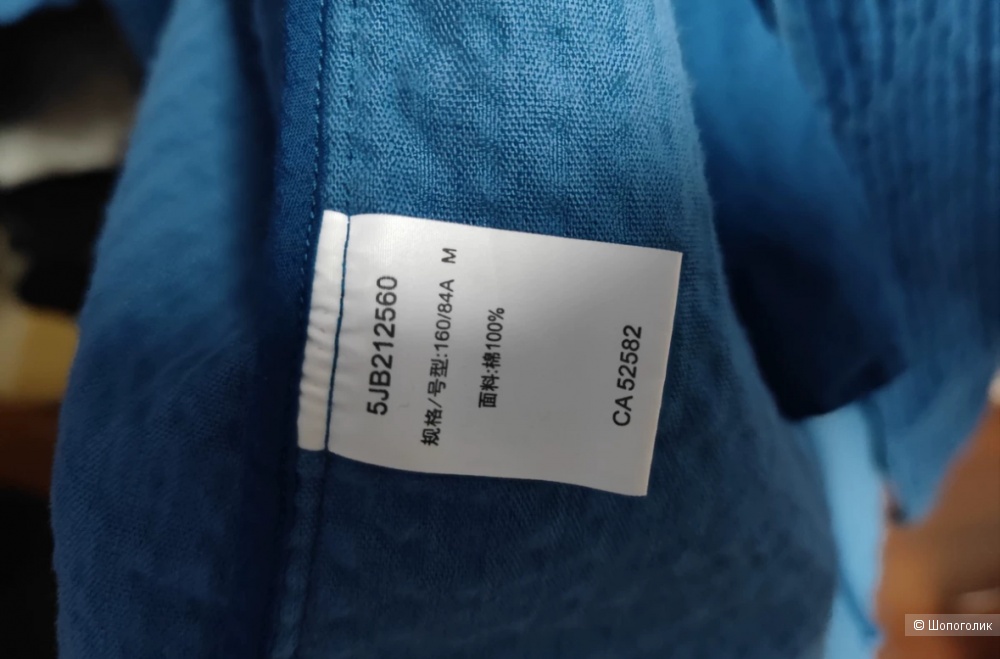 5JB212560
规格/号型:160/84A M
面料:棉100%
CA 52582
© Шопоголик